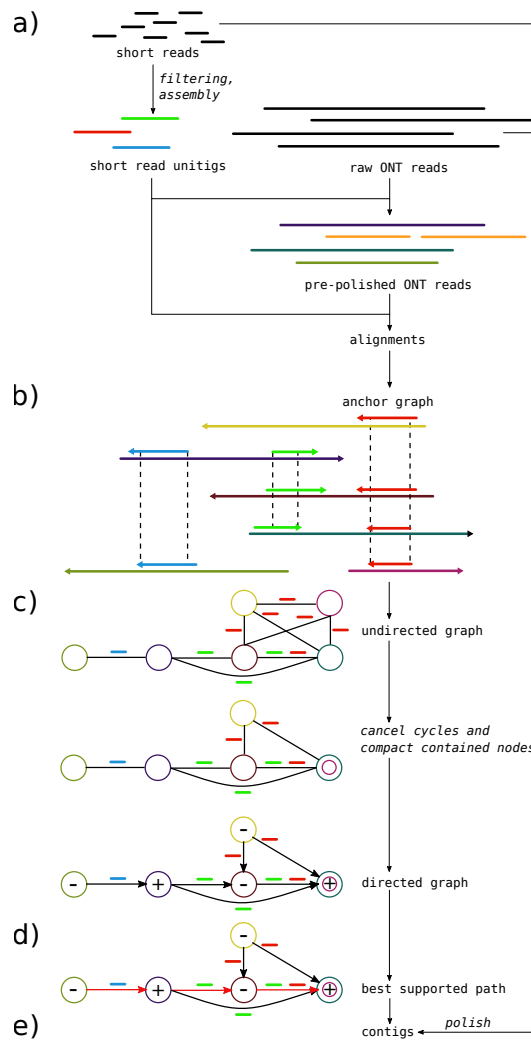 a)
short reads
filtering,
assembly
short read unitigs
raw ONT reads
pre-polished ONT reads
alignments
b)
anchor graph
c)
undirected graph
cancel cycles and
compact contained nodes
- + - - +
directed graph
d)
- + - - +
best supported path
e)
polish
contigs